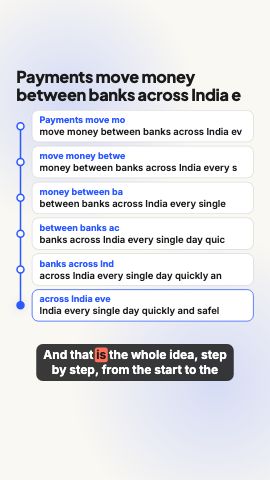 Payments move money
between banks across India e
Payments move mo
move money between banks across India ev
move money betwe
money between banks across India every s
money between ba
between banks across India every single
between banks ac
banks across India every single day quic
banks across Ind
across India every single day quickly an
across India eve
India every single day quickly and safel
And that is the whole idea, step
by step, from the start to the